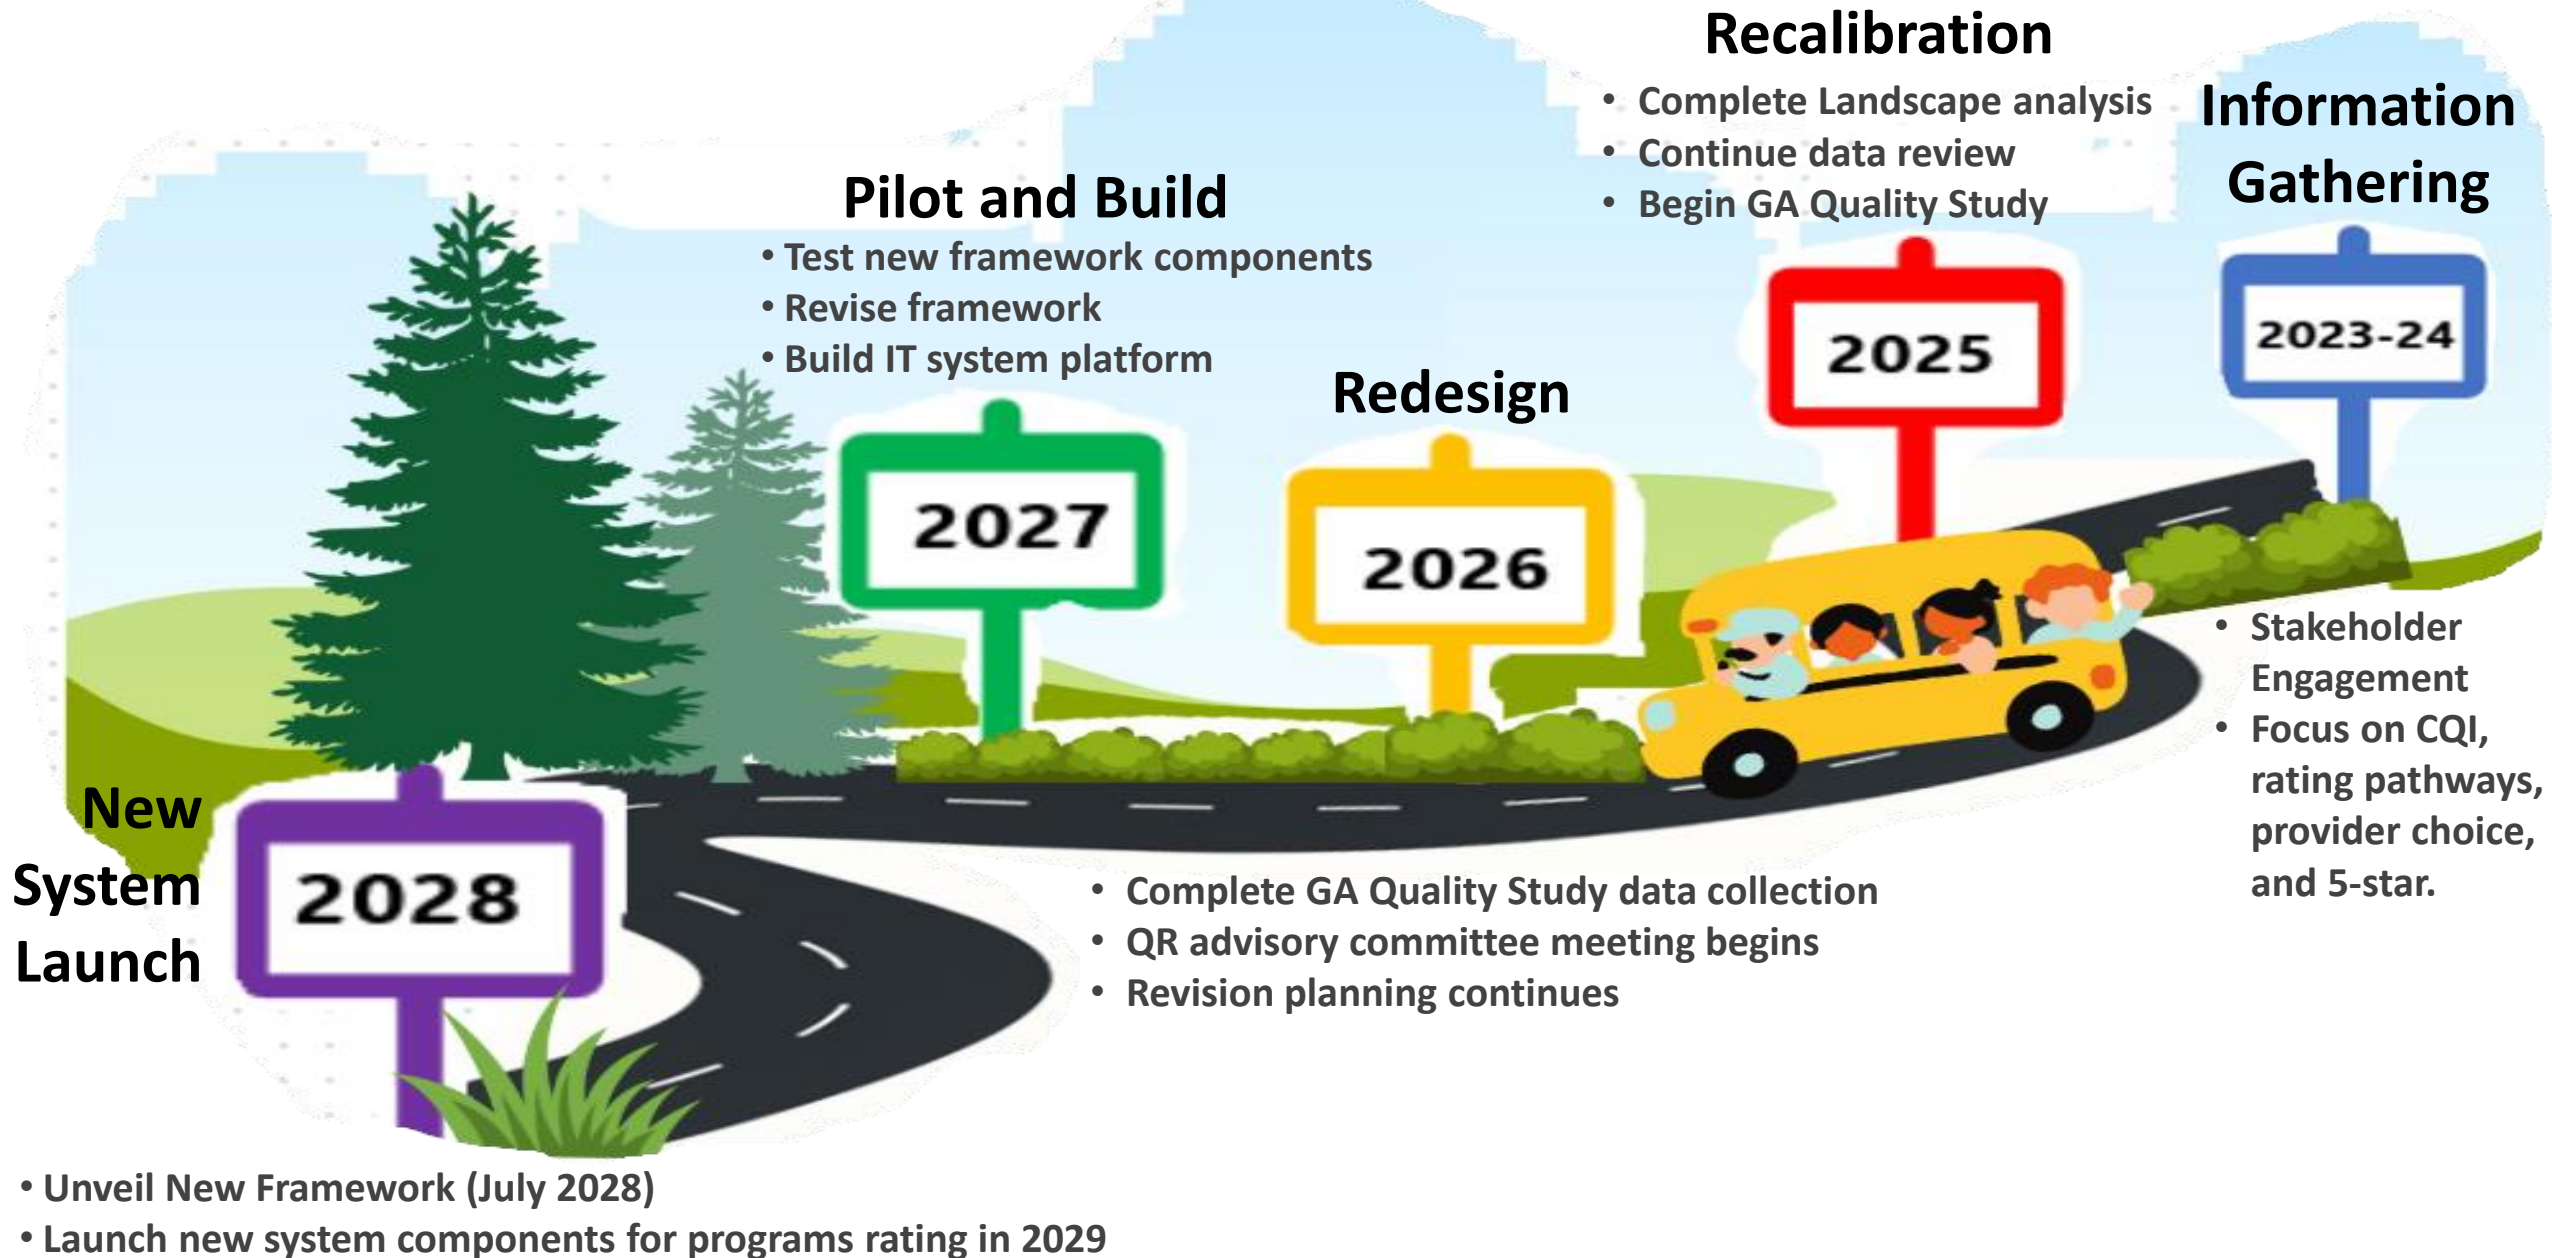 Recalibration
• Complete Landscape analysis
• Continue data review
• Begin GA Quality Study
2025
Information
Gathering
2023-24
• Stakeholder
Engagement
• Focus on CQI,
rating pathways,
provider choice,
and 5-star.
Pilot and Build
• Test new framework components
• Revise framework
• Build IT system platform
2027
Redesign
2026
• Complete GA Quality Study data collection
• QR advisory committee meeting begins
• Revision planning continues
New
System
Launch
2028
• Unveil New Framework (July 2028)
• Launch new system components for programs rating in 2029